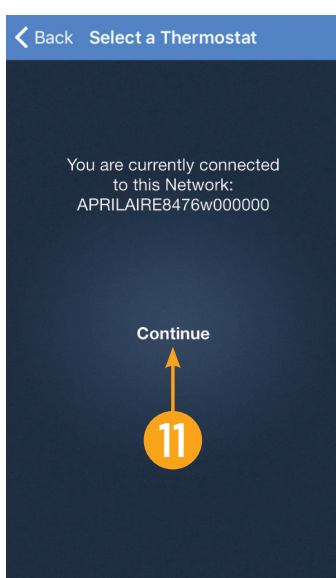 Back Select a Thermostat
You are currently connected
to this Network:
APRILAIRE8476w000000
Continue
11